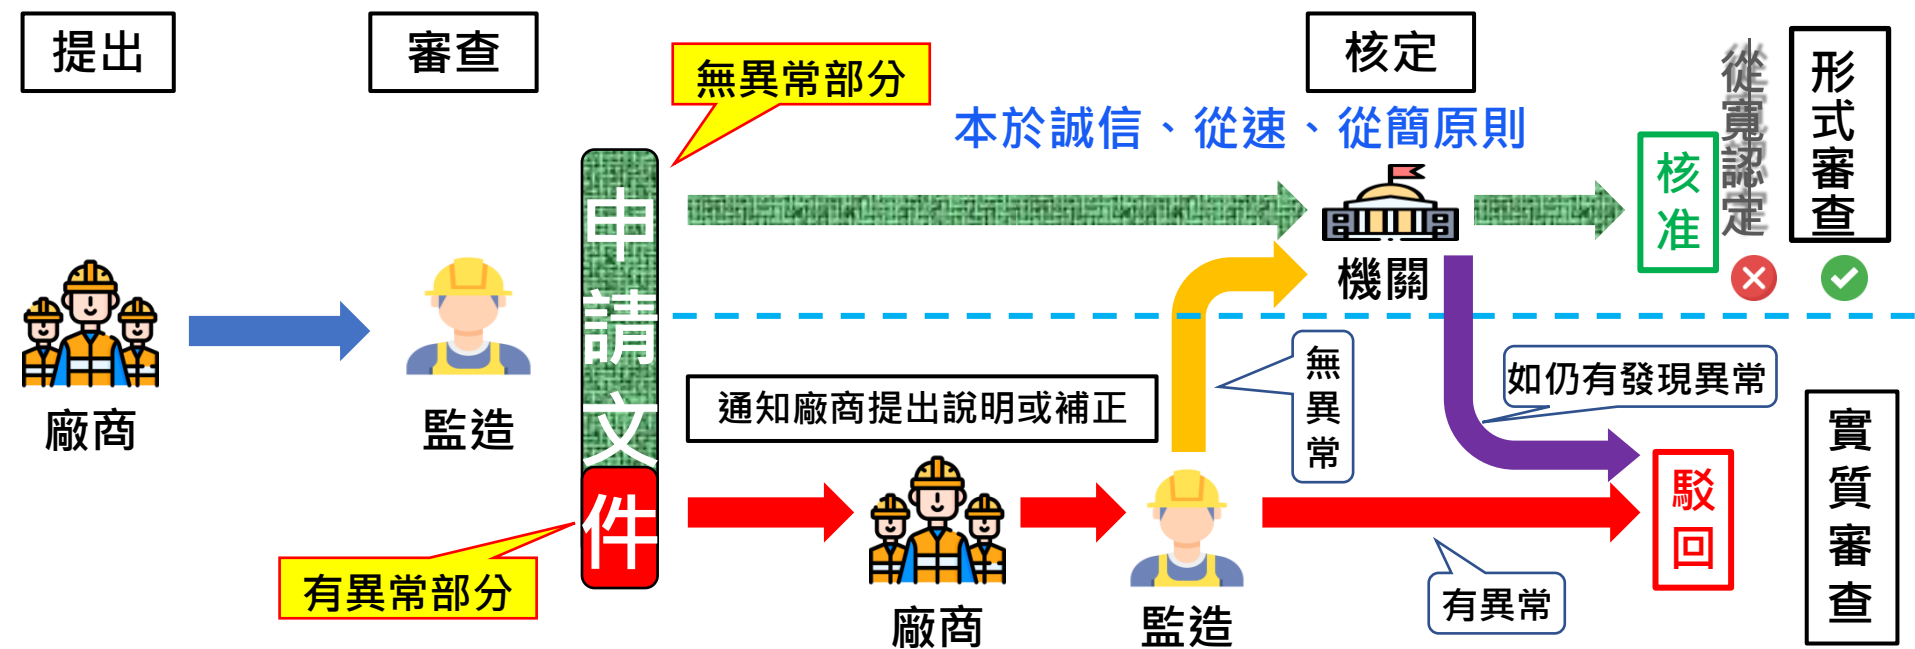 提出
審查
核定
無異常部分
本於誠信、從速、從簡原則
申請文件
核准
從寬認定
形式審查
機關
廠商
監造
通知廠商提出說明或補正
無異常
如仍有發現異常
有異常部分
廠商
監造
有異常
駁回
實質審查